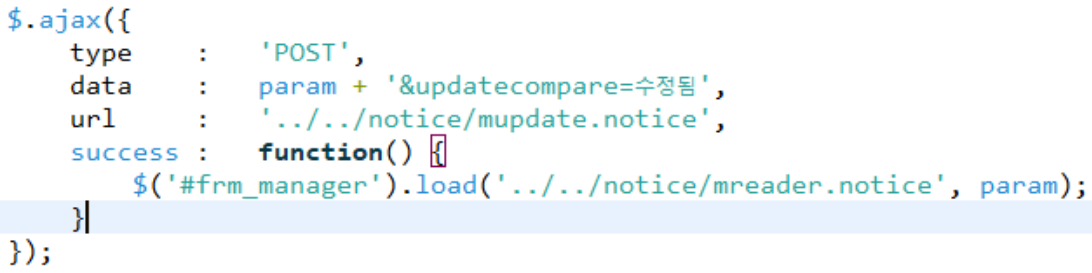 $.ajax({
    type    :   'POST',
    data    :   param + '&updatecompare=수정됨',
    url     :   '../../notice/mupdate.notice',
    success :   function() {
        $('#frm_manager').load('../../notice/mreader.notice', param);
    }
});